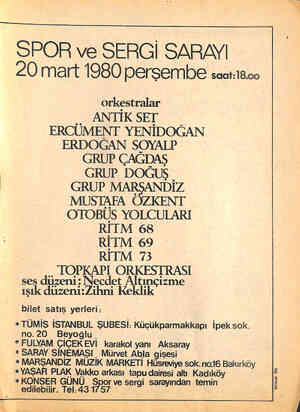 SPOR ve SERGİ SARAYI
20 mart 1980 perşembe saat:18.oo
orkestralar
ANTİK SET
ERCÜMENT YENİDOĞAN
ERDOĞAN SOYALP
GRUP ÇAĞDAŞ
GRUP DOĞUŞ
GRUP MARŞANDİZ
MUSTAFA ÖZKENT
OTOBÜS YOLCULARI
RİTM 68
RİTM 69
RİTM 73
TOPKAPI ORKESTRASI
ses düzeni: Necdet Altınçizme
ışık düzeni:Zihni Keklik
bilet satış yerleri:
* TÜMİS İSTANBUL ŞUBESİ: Küçükparmakkapı İpek sok.
no. 20 Beyoğlu
* FULYAM ÇİÇEK EVİ karakol yanı Aksaray
* SARAY SİNEMASI Mürvet Abla gişesi
* MARŞANDİZ MÜZİK MARKETİ Hüsreviye sok. no:16 Bakırköy
* YAŞAR PLAK Vakko arkası tapu dairesi altı Kadıköy
* KONSER GÜNÜ Spor ve sergi sarayından temin
edilebilir. Tel: 43 17 57